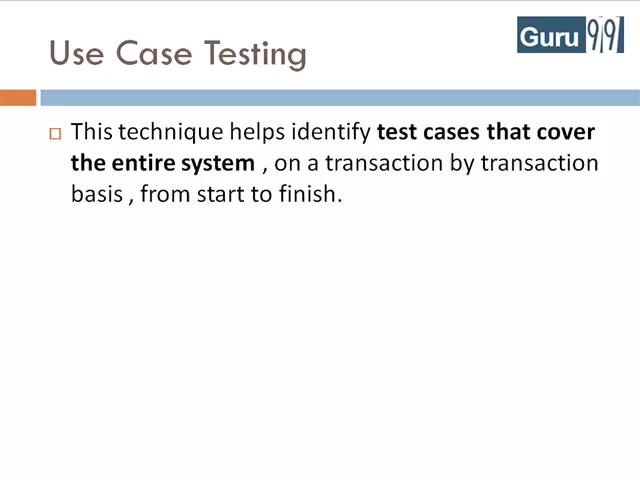 Use Case Testing
Guru99
This technique helps identify test cases that cover
the entire system , on a transaction by transaction
basis , from start to finish.